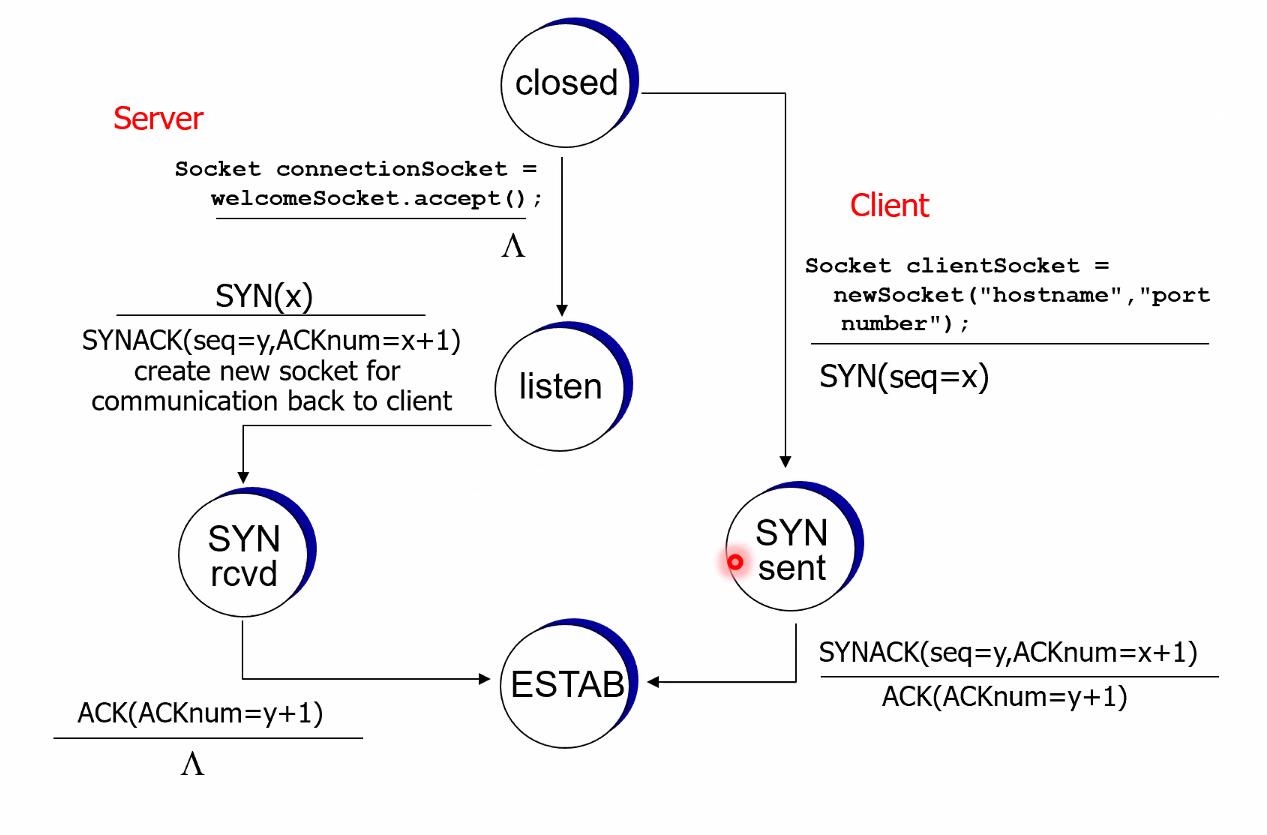 closed
Server
Socket connectionSocket =
welcomeSocket.accept();
Λ
Client
Socket clientSocket =
newSocket("hostname","port
number");
SYN(seq=x)
SYN(x)
SYNACK(seq=y,ACKnum=x+1)
create new socket for
communication back to client
listen
SYN
rcvd
SYN
sent
ESTAB
SYNACK(seq=y,ACKnum=x+1)
ACK(ACKnum=y+1)
ACK(ACKnum=y+1)
Λ